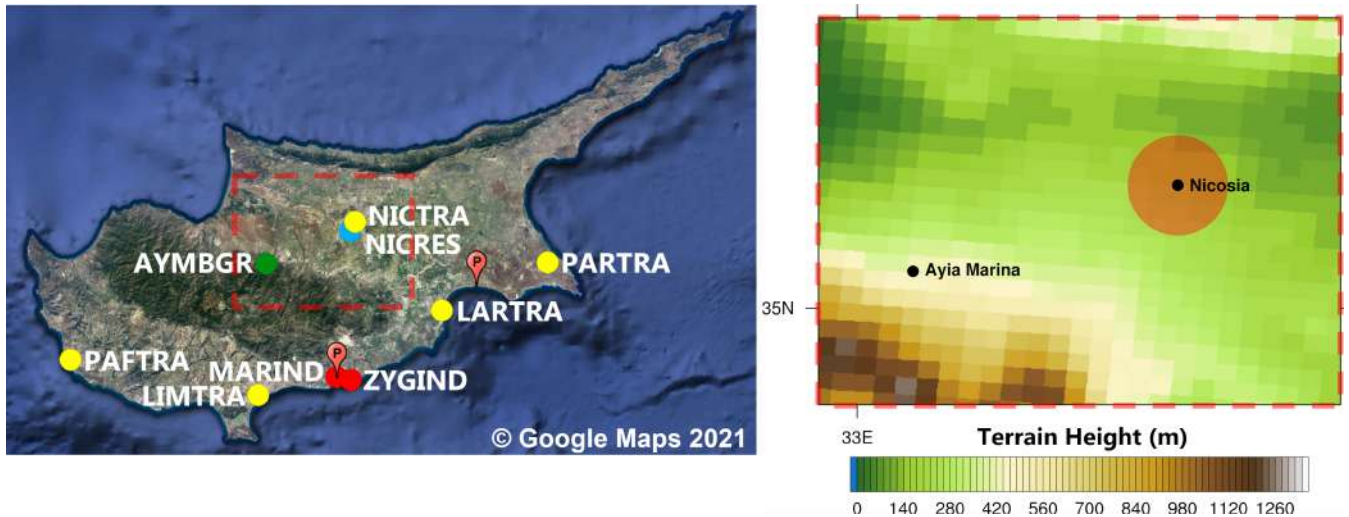 NICTRA
NICRES
AYMBGR
P
PARTRA
LARTRA
PAFTRA
P
MARIND
ZYGIND
LIMTRA
© Google Maps 2021
Nicosia
Ayia Marina
35N
33E
Terrain Height (m)
0 140 280 420 560 700 840 980 1120 1260